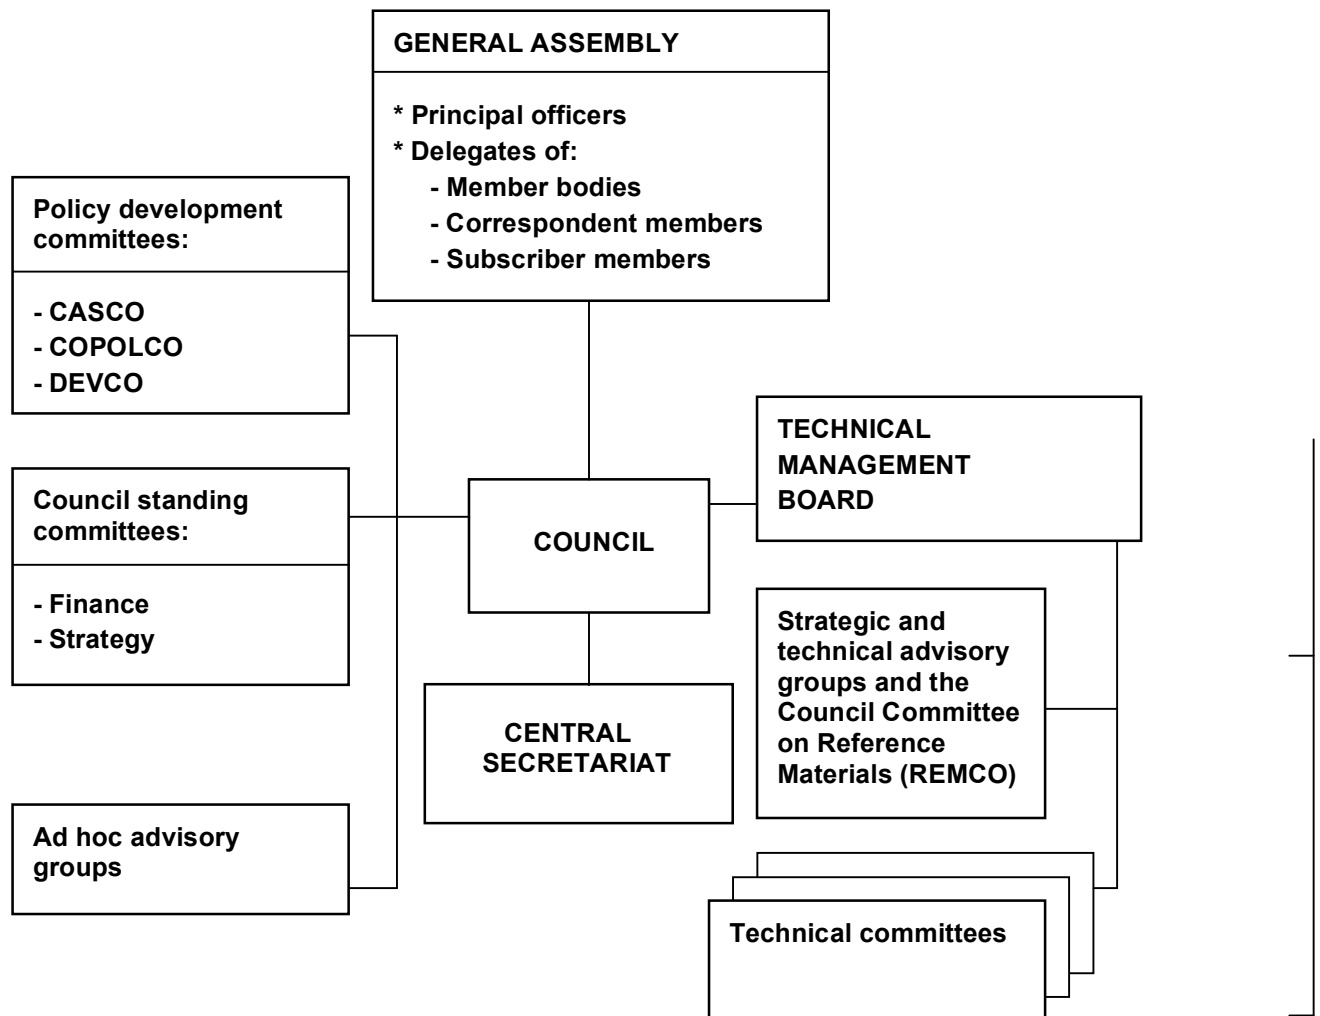 GENERAL ASSEMBLY
* Principal officers
* Delegates of:
- Member bodies
- Correspondent members
- Subscriber members
Policy development
committees:
- CASCO
- COPOLCO
- DEVCO
Council standing
committees:
- Finance
- Strategy
Ad hoc advisory
groups
COUNCIL
CENTRAL
SECRETARIAT
TECHNICAL
MANAGEMENT
BOARD
Strategic and
technical advisory
groups and the
Council Committee
on Reference
Materials (REMCO)
Technical committees